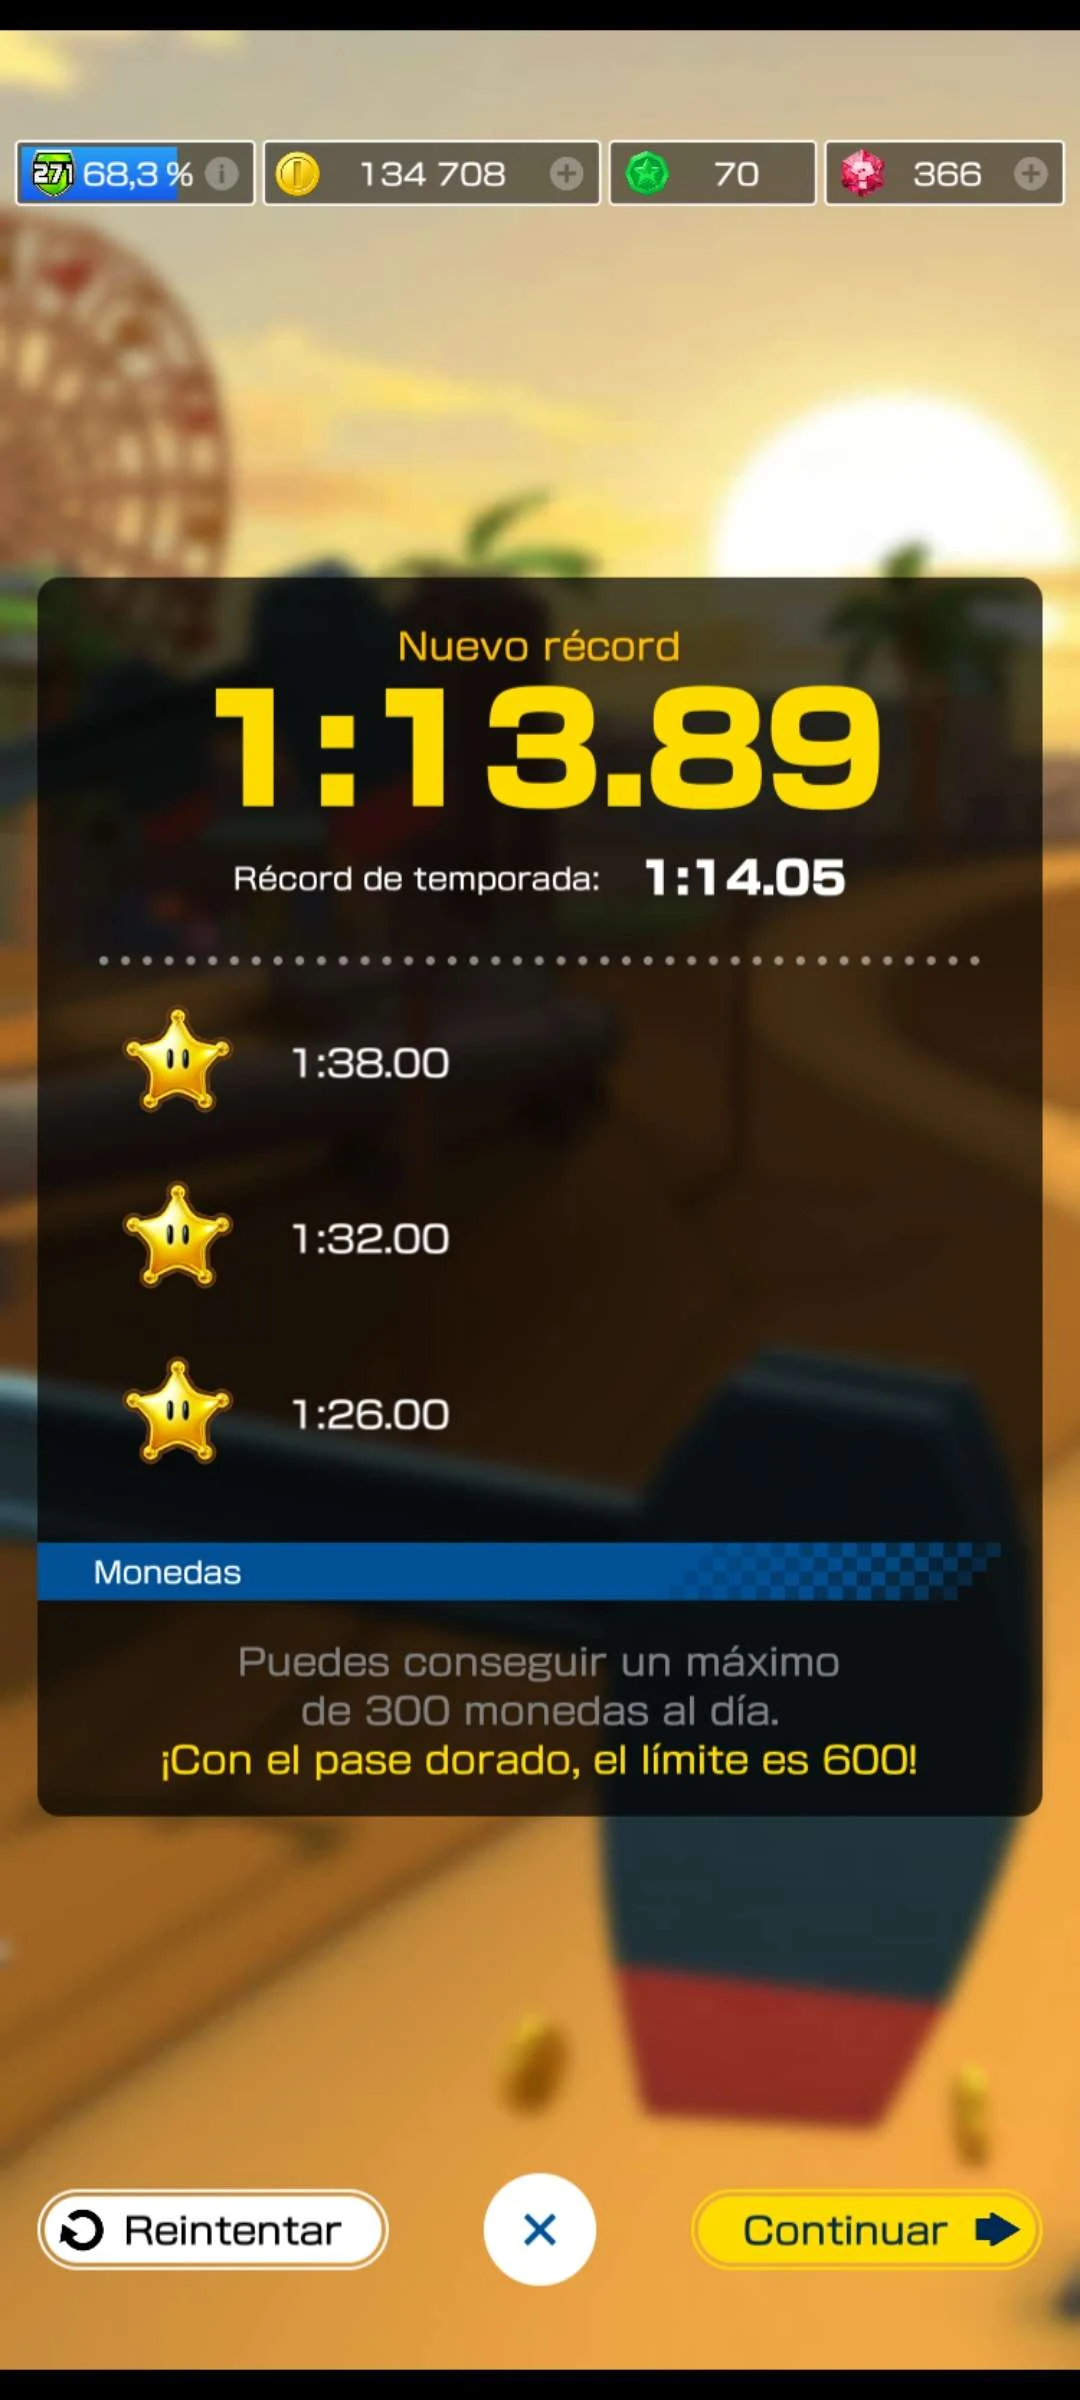 271 68,3 % i 134 708 + 70 366 +
Nuevo récord
1:13.89
Récord de temporada: 1:14.05
1:38.00
1:32.00
1:26.00
Monedas
Puedes conseguir un máximo
de 300 monedas al día.
¡Con el pase dorado, el límite es 600!
Reintentar × Continuar